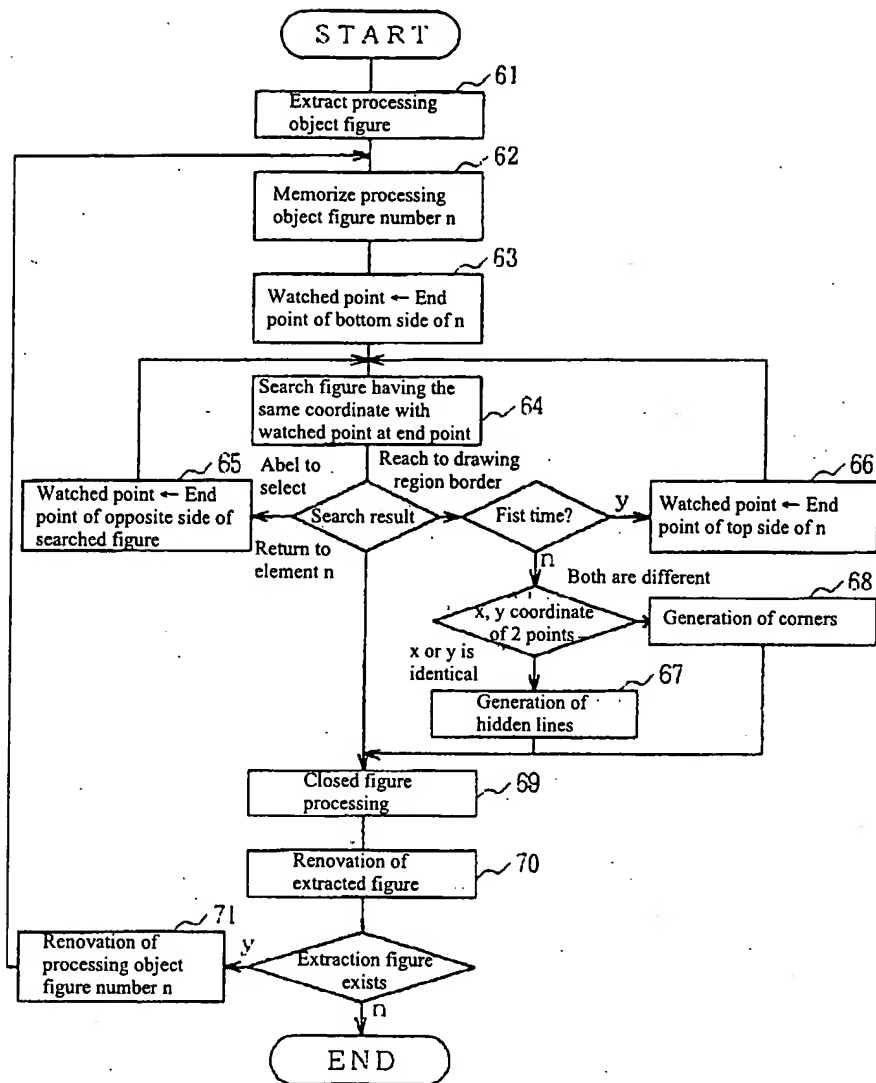 START
61
Extract processing
object figure
62
Memorize processing
object figure number n
63
Watched point ← End
point of bottom side of n
Search figure having the
same coordinate with
watched point at end point
64
65
Abel to
select
Reach to drawing
region border
66
Watched point ← End
point of opposite side of
searched figure
Search result
Fist time?
y
Watched point ← End
point of top side of n
Return to
element n
n
Both are different
68
x, y coordinate
of 2 points
Generation of corners
x or y is
identical
67
Generation of
hidden lines
Closed figure
processing
69
Renovation of
extracted figure
70
71
Renovation of
processing object
figure number n
y
Extraction figure
exists
n
END